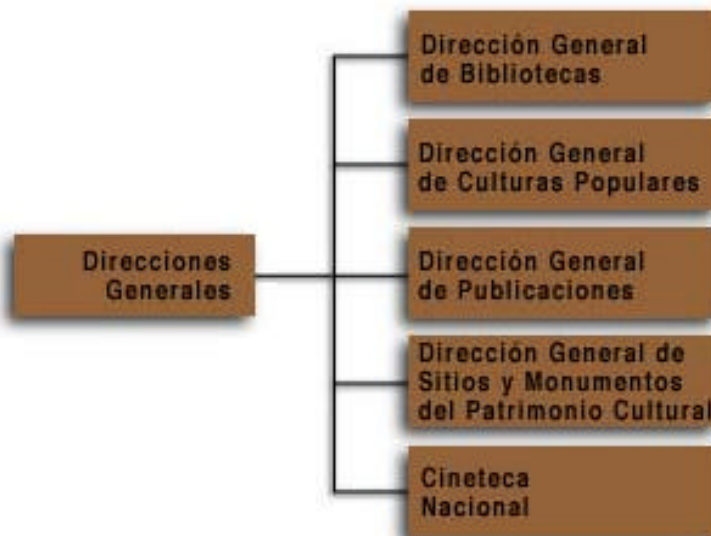 Dirección General
de Bibliotecas
Dirección General
de Culturas Populares
Direcciones
Generales
Dirección General
de Publicaciones
Dirección General de
Sitios y Monumentos
del Patrimonio Cultural
Cineteca
Nacional